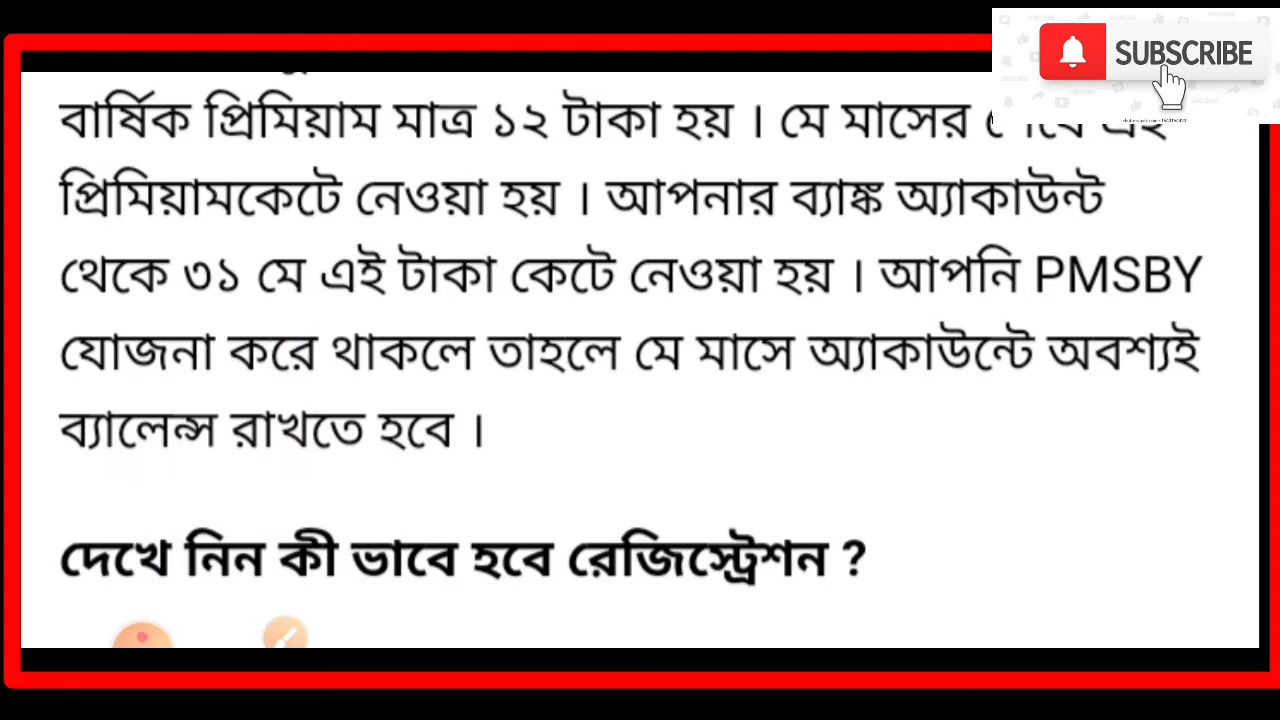 SUBSCRIBE
বার্ষিক প্রিমিয়াম মাত্র ১২ টাকা হয় । মে মাসের এই
প্রিমিয়ামকেটে নেওয়া হয় । আপনার ব্যাঙ্ক অ্যাকাউন্ট
থেকে ৩১ মে এই টাকা কেটে নেওয়া হয় । আপনি PMSBY
যোজনা করে থাকলে তাহলে মে মাসে অ্যাকাউন্টে অবশ্যই
ব্যালেন্স রাখতে হবে ।
দেখে নিন কী ভাবে হবে রেজিস্ট্রেশন ?